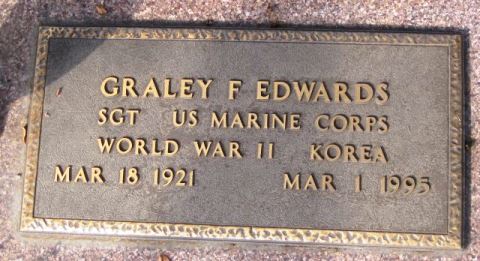 GRALEY F EDWARDS
SGT US MARINE CORPS
WORLD WAR II KOREA
MAR 18 1921 MAR 1 1995